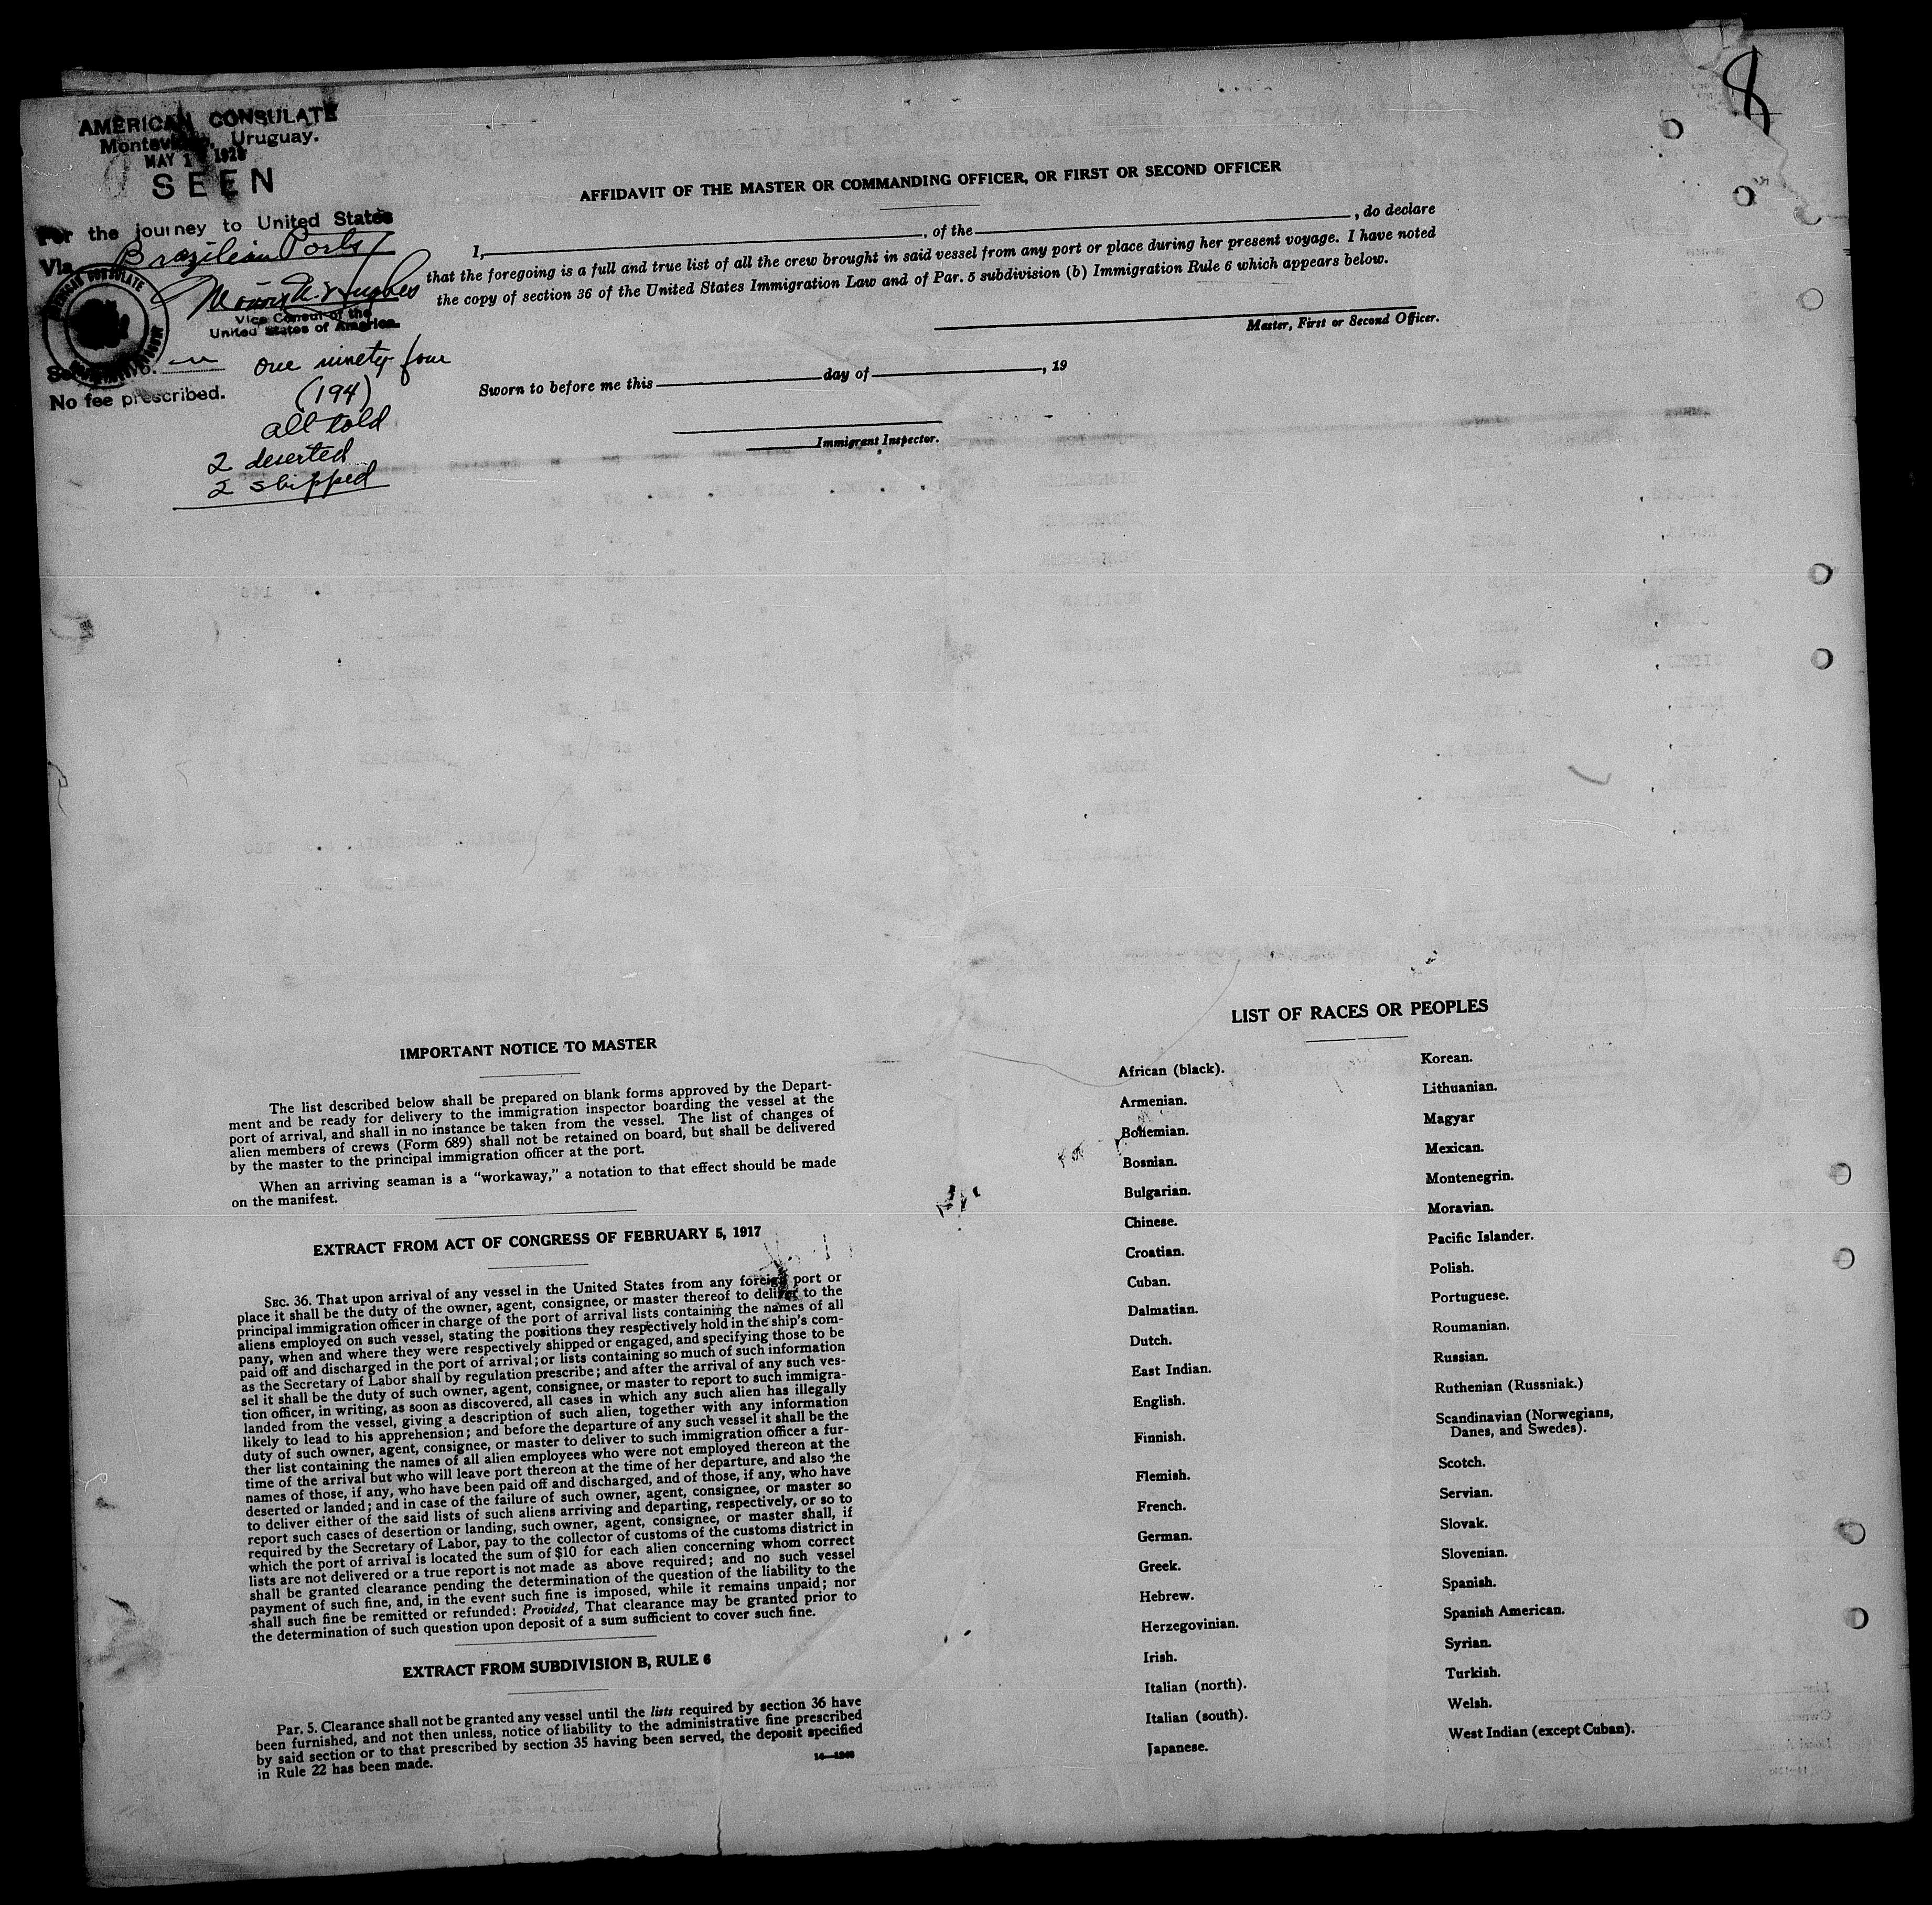 8
AMERICAN CONSULATE
Montevideo, Uruguay.
MAY 1 192
SEEN
For the journey to United States
Via Brazilian Ports
Hughes
Vice Consul of the
United States of America.
No.
No fee prescribed.
one ninety four
(194)
all told
2 deserted
2 shipped
AFFIDAVIT OF THE MASTER OR COMMANDING OFFICER, OR FIRST OR SECOND OFFICER
I, , of the , do declare
that the foregoing is a full and true list of all the crew brought in said vessel from any port or place during her present voyage. I have noted
the copy of section 36 of the United States Immigration Law and of Par. 5 subdivision (b) Immigration Rule 6 which appears below.
Master, First or Second Officer.
Sworn to before me this day of , 19
Immigrant Inspector.
IMPORTANT NOTICE TO MASTER
The list described below shall be prepared on blank forms approved by the Depart-
ment and be ready for delivery to the immigration inspector boarding the vessel at the
port of arrival, and shall in no instance be taken from the vessel. The list of changes of
alien members of crews (Form 689) shall not be retained on board, but shall be delivered
by the master to the principal immigration officer at the port.
When an arriving seaman is a “workaway,” a notation to that effect should be made
on the manifest.
EXTRACT FROM ACT OF CONGRESS OF FEBRUARY 5, 1917
SEC. 36. That upon arrival of any vessel in the United States from any foreign port or
place it shall be the duty of the owner, agent, consignee, or master thereof to deliver to the
principal immigration officer in charge of the port of arrival lists containing the names of all
aliens employed on such vessel, stating the positions they respectively hold in the ship's com-
pany, when and where they were respectively shipped or engaged, and specifying those to be
paid off and discharged in the port of arrival; or lists containing so much of such information
as the Secretary of Labor shall by regulation prescribe; and after the arrival of any such ves-
sel it shall be the duty of such owner, agent, consignee, or master to report to such immigra-
tion officer, in writing, as soon as discovered, all cases in which any such alien has illegally
landed from the vessel, giving a description of such alien, together with any information
likely to lead to his apprehension; and before the departure of any such vessel it shall be the
duty of such owner, agent, consignee, or master to deliver to such immigration officer a fur-
ther list containing the names of all alien employees who were not employed thereon at the
time of the arrival but who will leave port thereon at the time of her departure, and also the
names of those, if any, who have been paid off and discharged, and of those, if any, who have
deserted or landed; and in case of the failure of such owner, agent, consignee, or master so
to deliver either of the said lists of such aliens arriving and departing, respectively, or so to
report such cases of desertion or landing, such owner, agent, consignee, or master shall, if
required by the Secretary of Labor, pay to the collector of customs of the customs district in
which the port of arrival is located the sum of $10 for each alien concerning whom correct
lists are not delivered or a true report is not made as above required; and no such vessel
shall be granted clearance pending the determination of the question of the liability to the
payment of such fine, and, in the event such fine is imposed, while it remains unpaid; nor
shall such fine be remitted or refunded: Provided, That clearance may be granted prior to
the determination of such question upon deposit of a sum sufficient to cover such fine.
EXTRACT FROM SUBDIVISION B, RULE 6
Par. 5. Clearance shall not be granted any vessel until the lists required by section 36 have
been furnished, and not then unless, notice of liability to the administrative fine prescribed
by said section or to that prescribed by section 35 having been served, the deposit specified
in Rule 22 has been made.
LIST OF RACES OR PEOPLES
African (black).
Armenian.
Bohemian.
Bosnian.
Bulgarian.
Chinese.
Croatian.
Cuban.
Dalmatian.
Dutch.
East Indian.
English.
Finnish.
Flemish.
French.
German.
Greek.
Hebrew.
Herzegovinian.
Irish.
Italian (north).
Italian (south).
Japanese.
Korean.
Lithuanian.
Magyar
Mexican.
Montenegrin.
Moravian.
Pacific Islander.
Polish.
Portuguese.
Roumanian.
Russian.
Ruthenian (Russniak.)
Scandinavian (Norwegians,
Danes, and Swedes).
Scotch.
Servian.
Slovak.
Slovenian.
Spanish.
Spanish American.
Syrian.
Turkish.
Welsh.
West Indian (except Cuban).